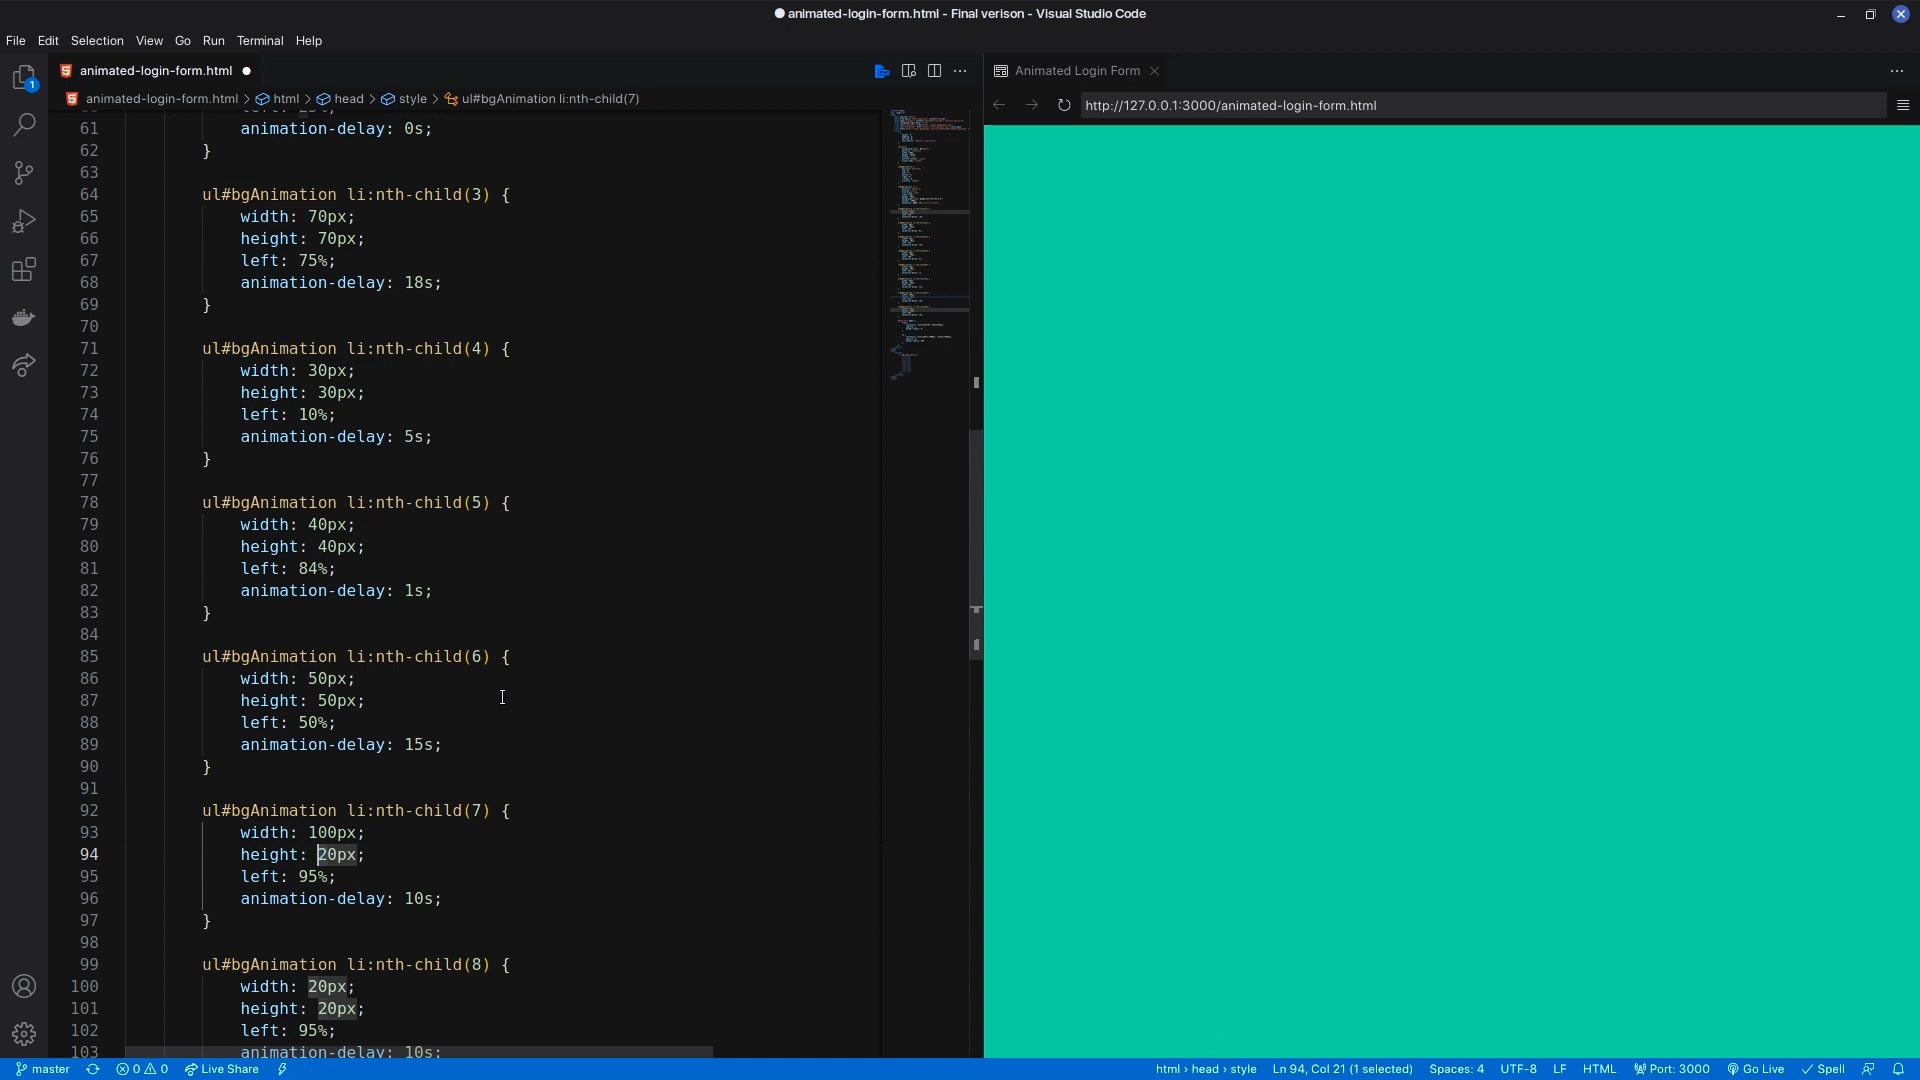 animated-login-form.html - Final verison - Visual Studio Code
File Edit Selection View Go Run Terminal Help
animated-login-form.html
Animated Login Form
animated-login-form.html > html > head > style > ul#bgAnimation li:nth-child(7)
http://127.0.0.1:3000/animated-login-form.html
1
61 animation-delay: 0s;
62 }
63
64 ul#bgAnimation li:nth-child(3) {
65 width: 70px;
66 height: 70px;
67 left: 75%;
68 animation-delay: 18s;
69 }
70
71 ul#bgAnimation li:nth-child(4) {
72 width: 30px;
73 height: 30px;
74 left: 10%;
75 animation-delay: 5s;
76 }
77
78 ul#bgAnimation li:nth-child(5) {
79 width: 40px;
80 height: 40px;
81 left: 84%;
82 animation-delay: 1s;
83 }
84
85 ul#bgAnimation li:nth-child(6) {
86 width: 50px;
87 height: 50px;
88 left: 50%;
89 animation-delay: 15s;
90 }
91
92 ul#bgAnimation li:nth-child(7) {
93 width: 100px;
94 height: 20px;
95 left: 95%;
96 animation-delay: 10s;
97 }
98
99 ul#bgAnimation li:nth-child(8) {
100 width: 20px;
101 height: 20px;
102 left: 95%;
103 animation-delay: 10s;
master 0 0 Live Share html > head > style Ln 94, Col 21 (1 selected) Spaces: 4 UTF-8 LF HTML Port: 3000 Go Live Spell